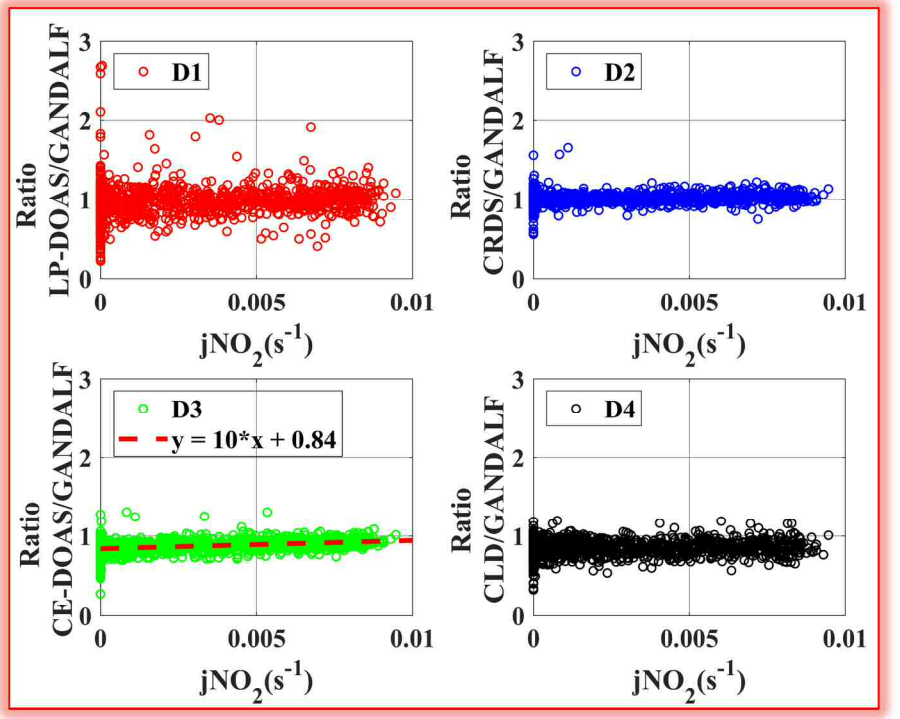 D1
3
2
1
0
Ratio
LP-DOAS/GANDALF
0 0.005 0.01
jNO2(s-1)
D2
3
2
1
0
Ratio
CRDS/GANDALF
0 0.005 0.01
jNO2(s-1)
D3
y = 10*x + 0.84
3
2
1
0
Ratio
CE-DOAS/GANDALF
0 0.005 0.01
jNO2(s-1)
D4
3
2
1
0
Ratio
CLD/GANDALF
0 0.005 0.01
jNO2(s-1)